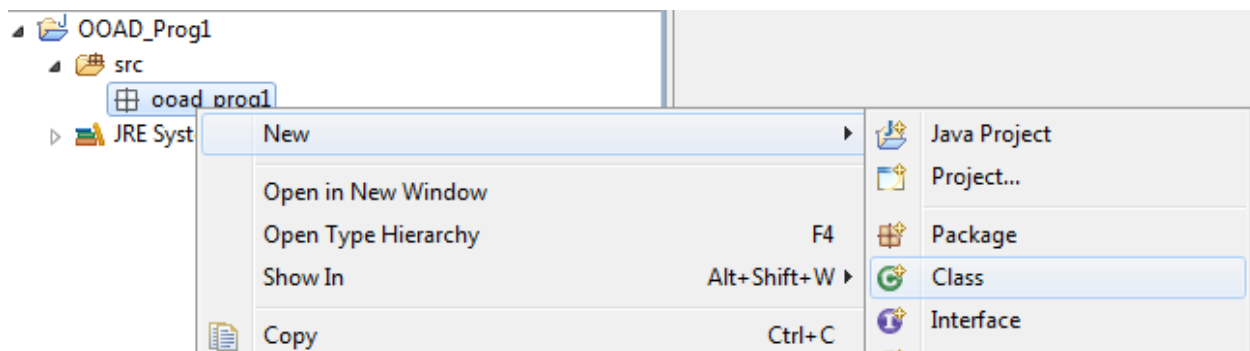 OOAD_Prog1
src
ooad_prog1
JRE Syst
New
Open in New Window
Open Type Hierarchy F4
Show In Alt+Shift+W
Copy Ctrl+C
Java Project
Project...
Package
Class
Interface